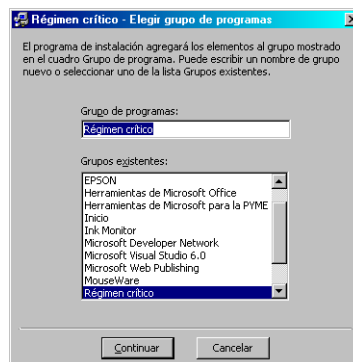 Régimen crítico - Elegir grupo de programas
El programa de instalación agregará los elementos al grupo mostrado
en el cuadro Grupo de programa. Puede escribir un nombre de grupo
nuevo o seleccionar uno de la lista Grupos existentes.
Grupo de programas:
Régimen crítico
Grupos existentes:
EPSON
Herramientas de Microsoft Office
Herramientas de Microsoft para la PYME
Inicio
Ink Monitor
Microsoft Developer Network
Microsoft Visual Studio 6.0
Microsoft Web Publishing
MouseWare
Régimen crítico
Continuar
Cancelar